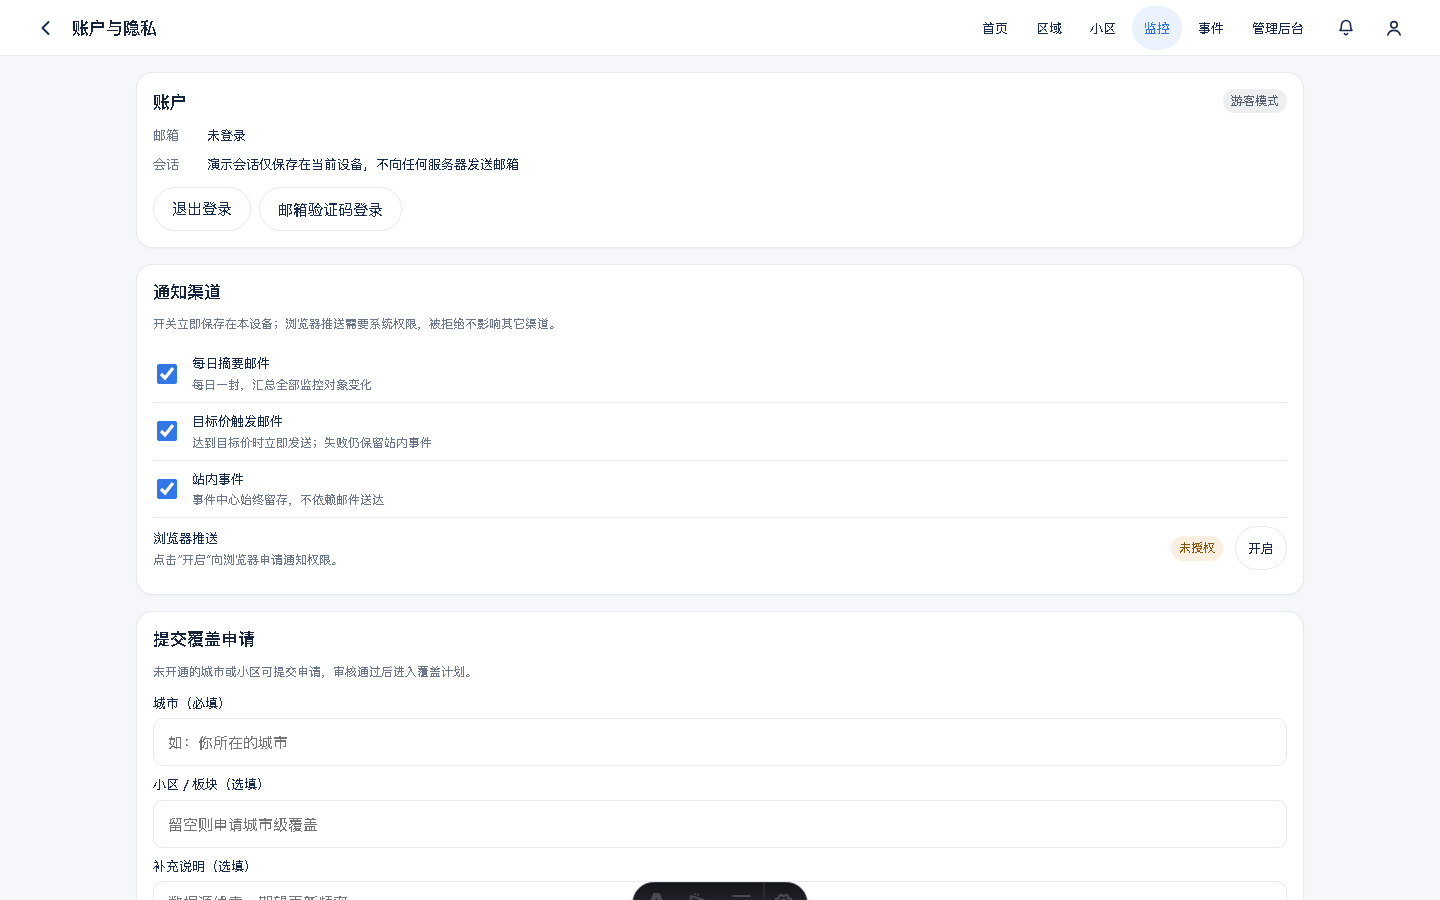 账户与隐私
首页 区域 小区 监控 事件 管理后台
账户
游客模式
邮箱 未登录
会话 演示会话仅保存在当前设备，不向任何服务器发送邮箱
退出登录 邮箱验证码登录
通知渠道
开关立即保存在本设备；浏览器推送需要系统权限，被拒绝不影响其它渠道。
每日摘要邮件
每日一封，汇总全部监控对象变化
目标价触发邮件
达到目标价时立即发送；失败仍保留站内事件
站内事件
事件中心始终留存，不依赖邮件送达
浏览器推送
点击“开启”向浏览器申请通知权限。
未授权 开启
提交覆盖申请
未开通的城市或小区可提交申请，审核通过后进入覆盖计划。
城市（必填）
如：你所在的城市
小区 / 板块（选填）
留空则申请城市级覆盖
补充说明（选填）